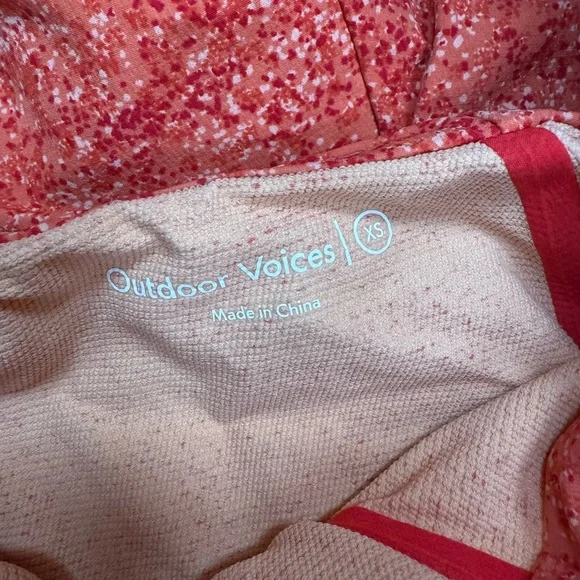 Outdoor Voices | XS
Made in China